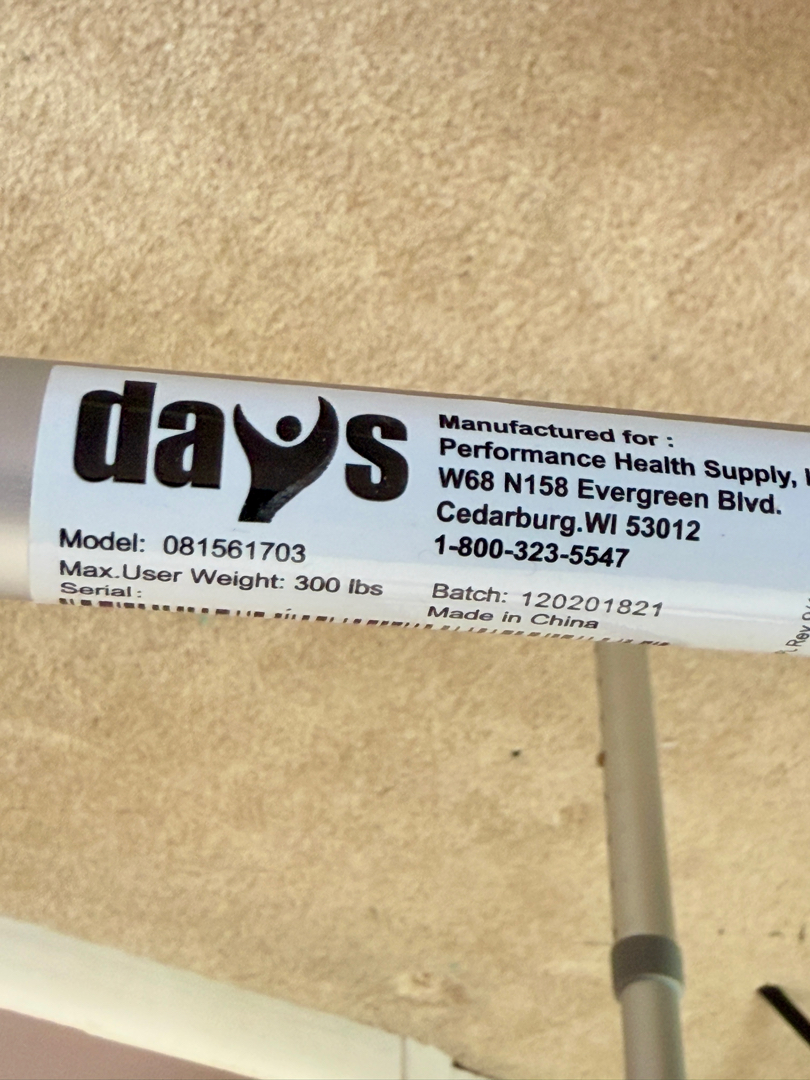 days
Model: 081561703
Max.User Weight: 300 lbs
Serial:
Manufactured for :
Performance Health Supply,
W68 N158 Evergreen Blvd.
Cedarburg.WI 53012
1-800-323-5547
Batch: 120201821
Made in China
Rev